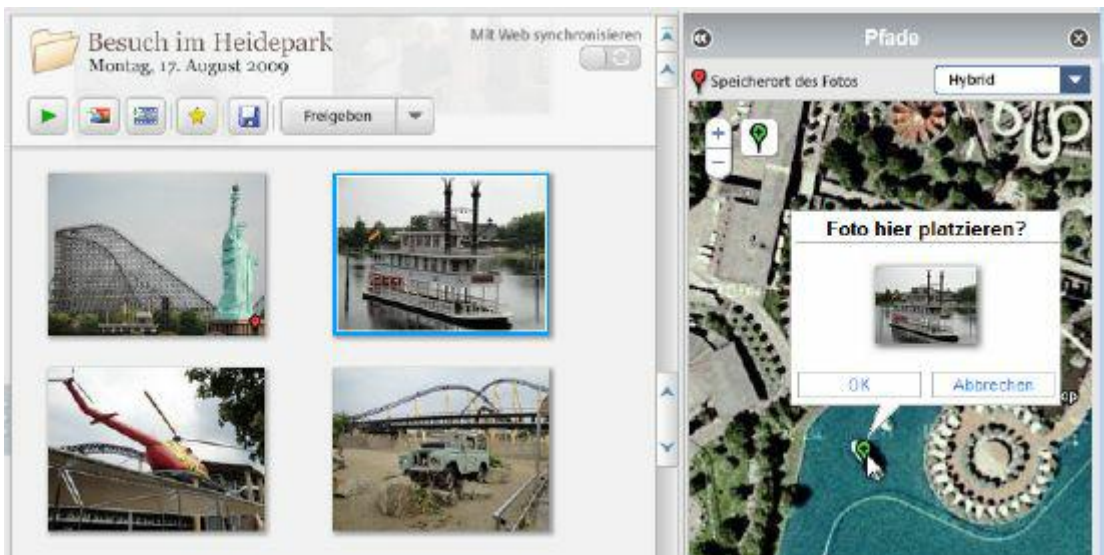 Besuch im Heidepark
Montag, 17. August 2009
Mit Web synchronisieren
Freigeben
Pfade
Speicherort des Fotos
Hybrid
Foto hier platzieren?
OK
Abbrechen